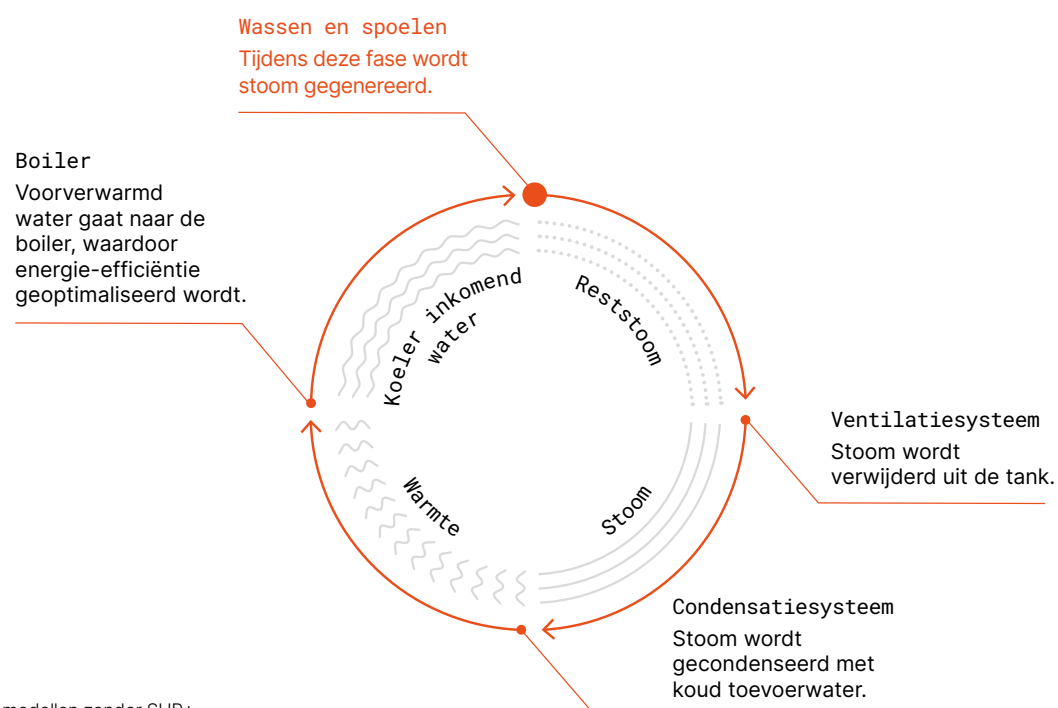 Wassen en spoelen
Tijdens deze fase wordt
stoom gegenereerd.
Boiler
Voorverwarmd
water gaat naar de
boiler, waardoor
energie-efficiëntie
geoptimaliseerd wordt.
Koeler inkomend
water
Reststoom
Ventilatiesysteem
Stoom wordt
verwijderd uit de tank.
Warmte
Stoom
Condensatiesysteem
Stoom wordt
gecondenseerd met
koud toevoerwater.
modellen zonder